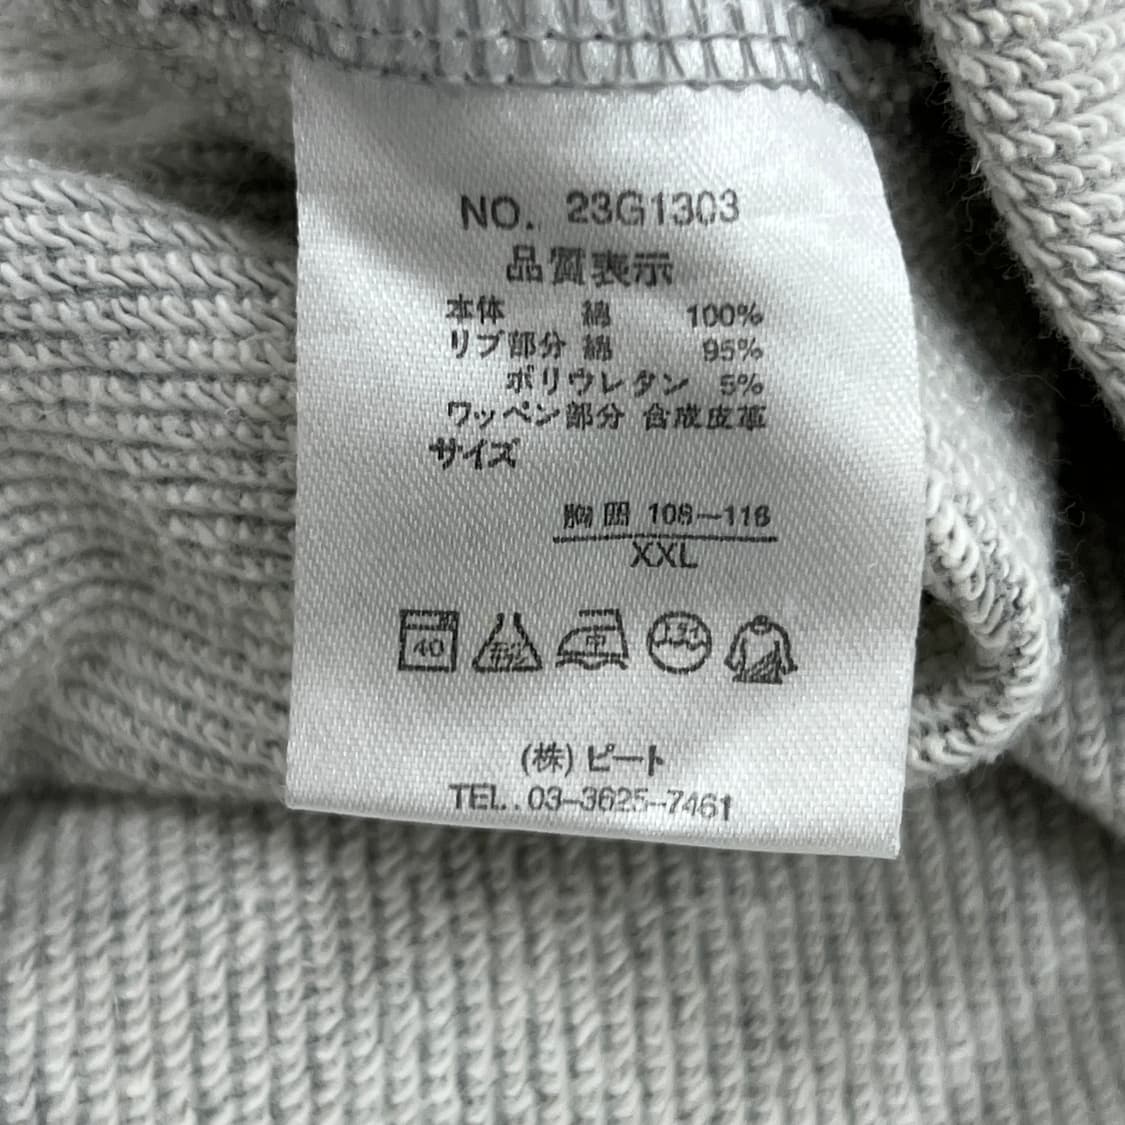 NO. 23G1303
品質表示
本体 綿 100%
リブ部分 綿 95%
ポリウレタン 5%
ワッペン部分 合成皮革
サイズ
胸囲 108-116
XXL
40 中
(株) ピート
TEL.. 03-3625-7461